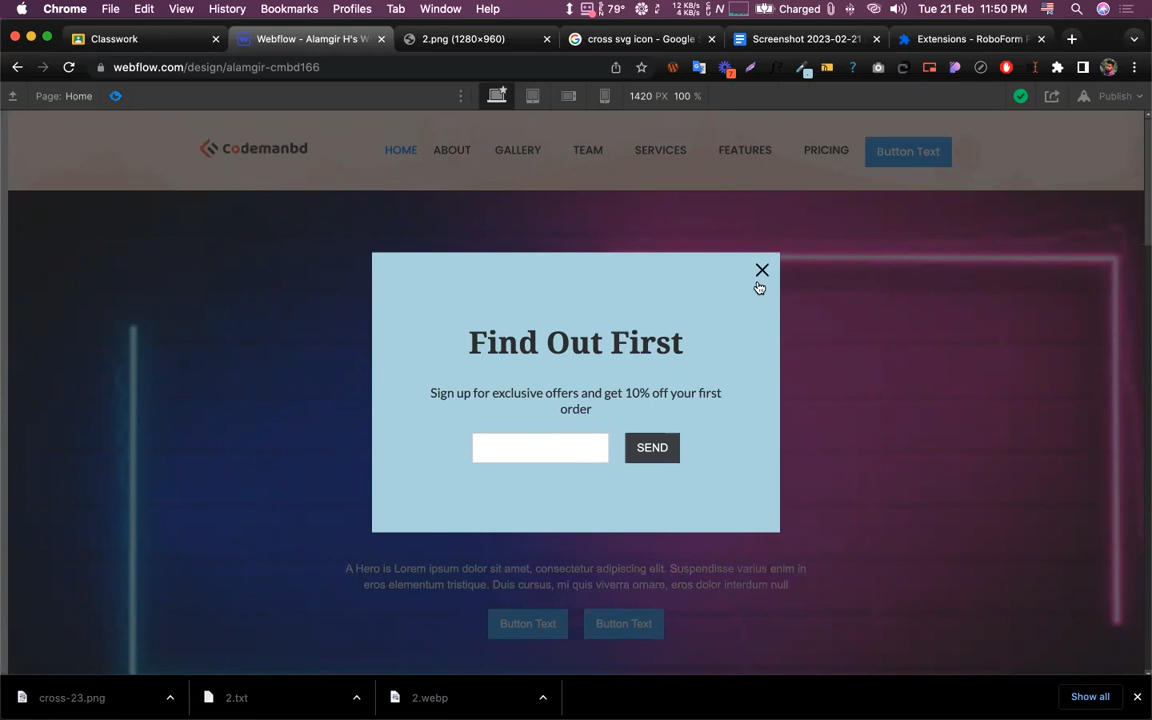 Chrome File Edit View History Bookmarks Profiles Tab Window Help 79° 12 KB/s 4 KB/s Charged Tue 21 Feb 11:50 PM
Classwork Webflow - Alamgir H's W 2.png (1280×960) cross svg icon - Google Screenshot 2023-02-21 Extensions - RoboForm F
webflow.com/design/alamgir-cmbd166
Page: Home 1420 PX 100 % Publish
codemanbd HOME ABOUT GALLERY TEAM SERVICES FEATURES PRICING Button Text
Find Out First
Sign up for exclusive offers and get 10% off your first
order
SEND
A Hero is Lorem ipsum dolor sit amet, consectetur adipiscing elit. Suspendisse varius enim in
eros elementum tristique. Duis cursus, mi quis viverra ornare, eros dolor interdum null
Button Text Button Text
cross-23.png 2.txt 2.webp Show all